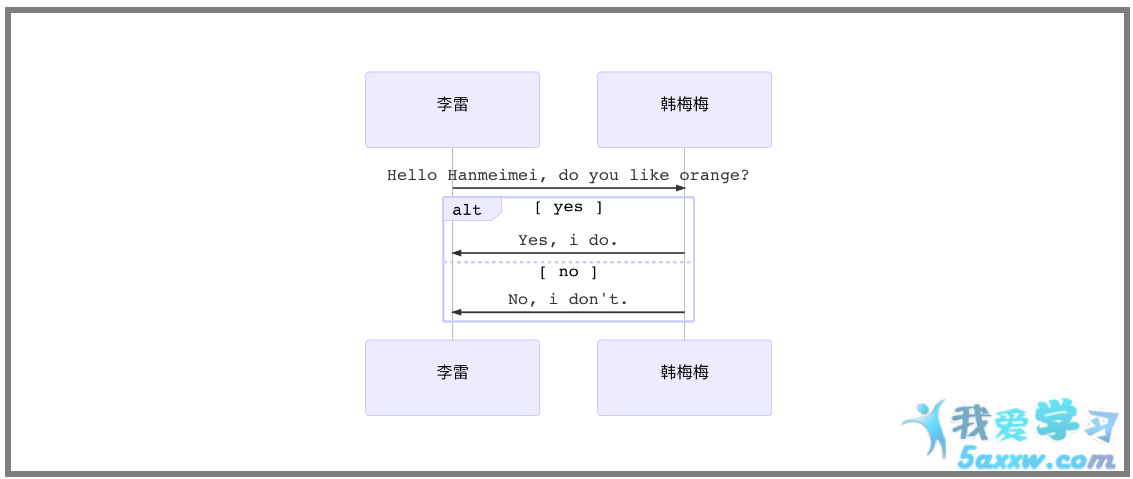 李雷 韩梅梅
Hello Hanmeimei, do you like orange?
alt [ yes ]
Yes, i do.
[ no ]
No, i don't.
李雷 韩梅梅
我爱学习
5axxw.com